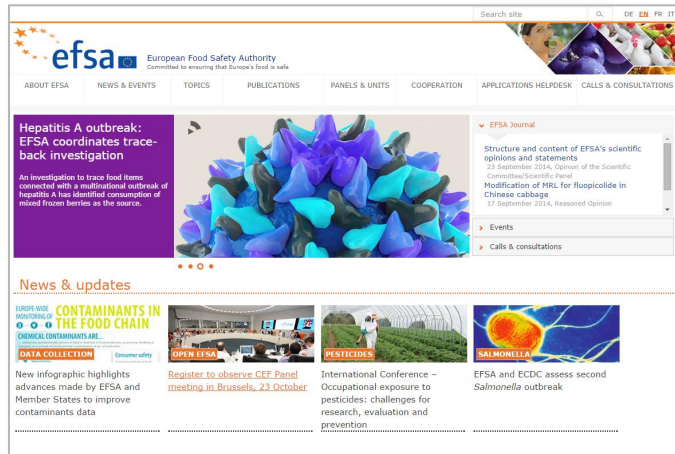 Search site
DE EN FR IT
efsa
European Food Safety Authority
Committed to ensuring that Europe's food is safe
ABOUT EFSA NEWS & EVENTS TOPICS PUBLICATIONS PANELS & UNITS COOPERATION APPLICATIONS HELPDESK CALLS & CONSULTATIONS
Hepatitis A outbreak:
EFSA coordinates trace-
back investigation
An investigation to trace food items
connected with a multinational outbreak of
hepatitis A has identified consumption of
mixed frozen berries as the source.
EFSA Journal
Structure and content of EFSA's scientific
opinions and statements
23 September 2014, Opinion of the Scientific
Committee/Scientific Panel
Modification of MRL for fluopicolide in
Chinese cabbage
17 September 2014, Reasoned Opinion
Events
Calls & consultations
News & updates
EUROPE-WIDE
MONITORING OF
CONTAMINANTS IN
THE FOOD CHAIN
CHEMICAL CONTAMINANTS ARE...
DATA COLLECTION
Consumer safety
New infographic highlights
advances made by EFSA and
Member States to improve
contaminants data
OPEN EFSA
Register to observe CEF Panel
meeting in Brussels, 23 October
PESTICIDES
International Conference –
Occupational exposure to
pesticides: challenges for
research, evaluation and
prevention
SALMONELLA
EFSA and ECDC assess second
Salmonella outbreak